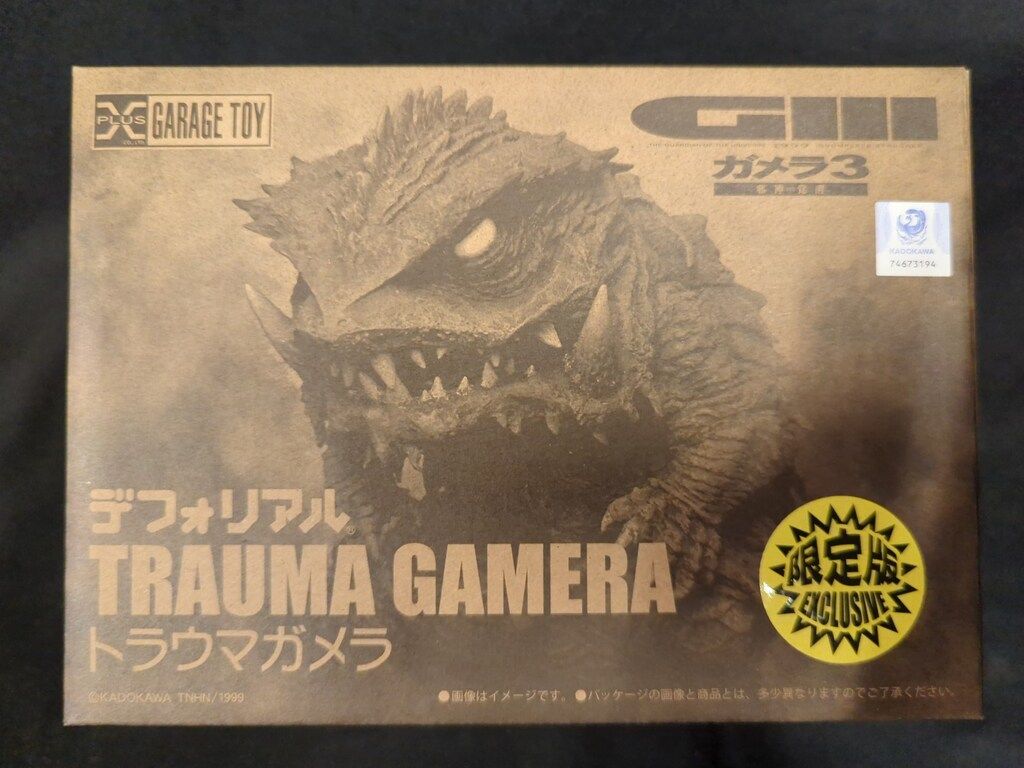 X PLUS CO.,LTD.
GARAGE TOY
GIII
ガメラ3
KADOKAWA
74673194
デフォリアル®
TRAUMA GAMERA
トラウマガメラ
限定版
EXCLUSIVE
©KADOKAWA TNHN/1999
●画像はイメージです。●パッケージの画像と商品とは、多少異なりますのでご了承ください。